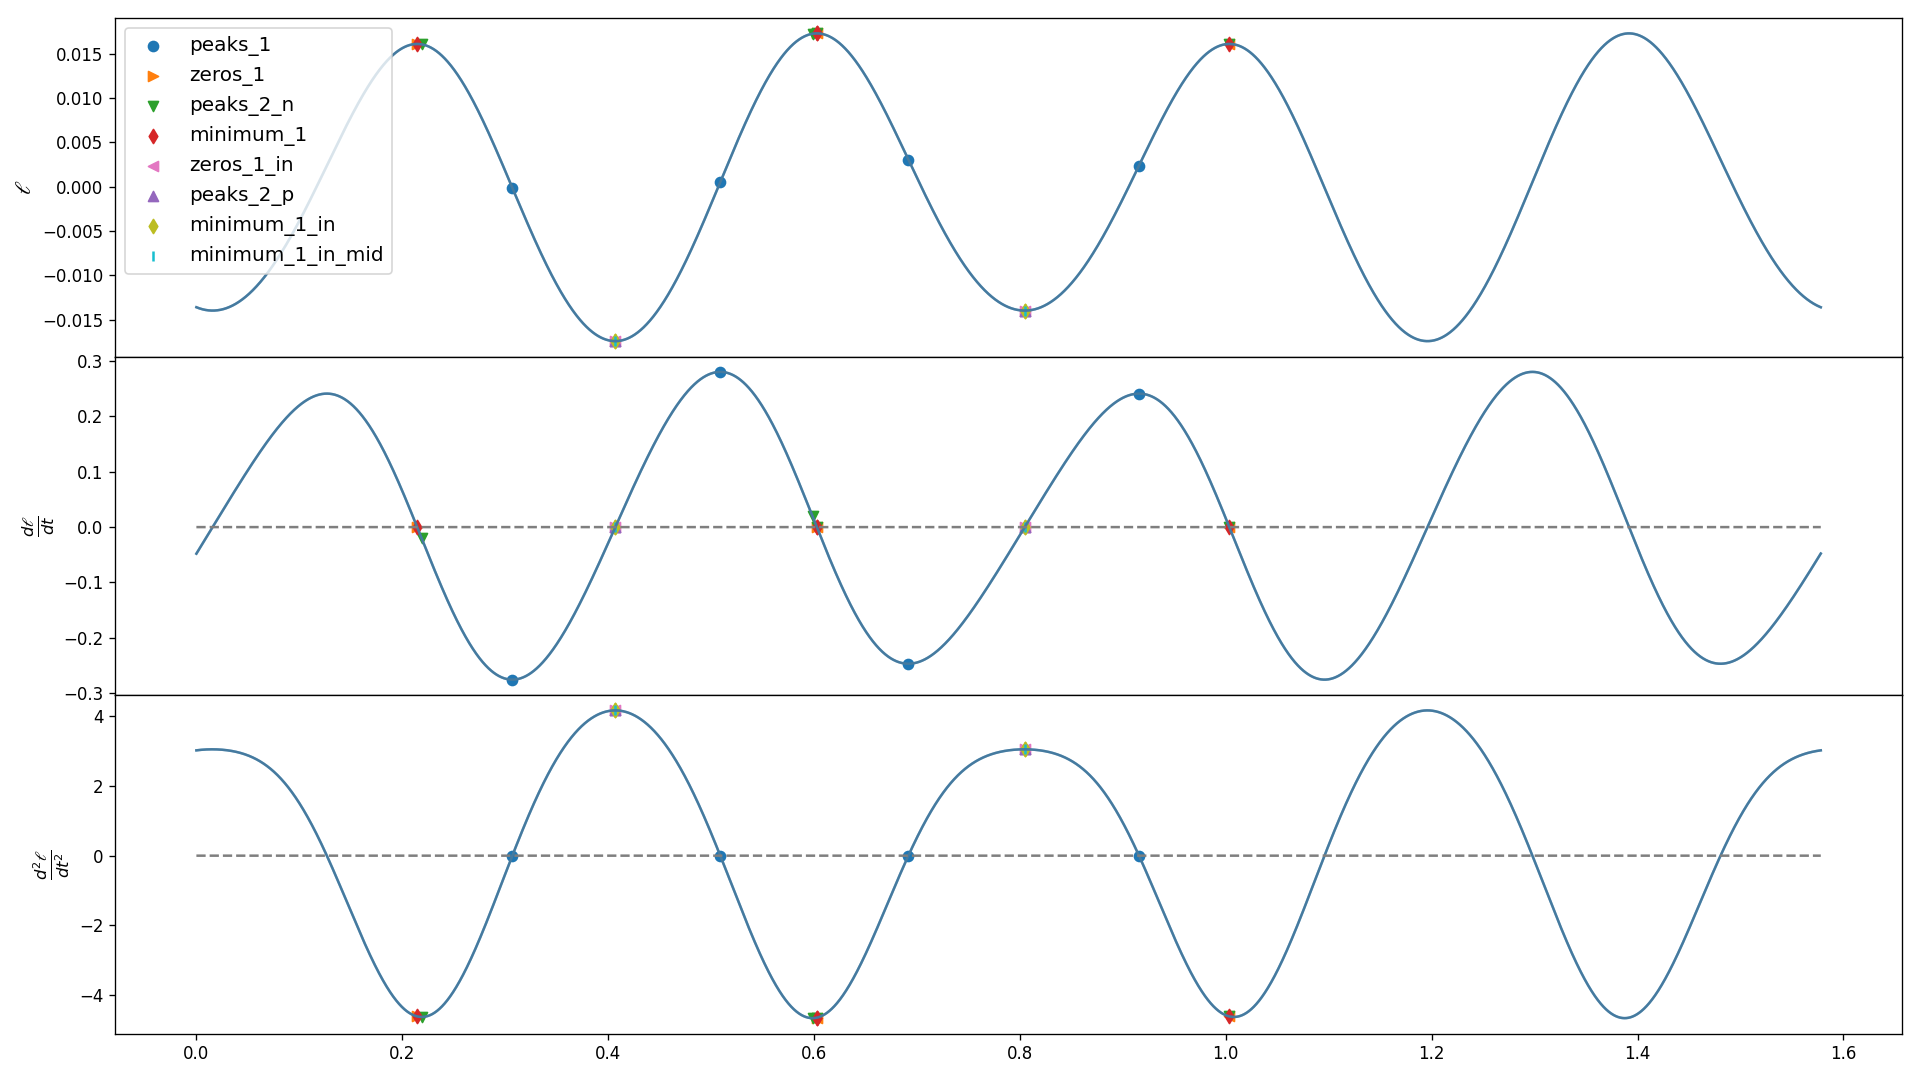 peaks_1
zeros_1
peaks_2_n
minimum_1
zeros_1_in
peaks_2_p
minimum_1_in
minimum_1_in_mid
0.015
0.010
0.005
0.000
−0.005
−0.010
−0.015
ℓ
0.3
0.2
0.1
0.0
−0.1
−0.2
−0.3
dℓ
dt
4
2
0
−2
−4
d²ℓ
dt²
0.0 0.2 0.4 0.6 0.8 1.0 1.2 1.4 1.6